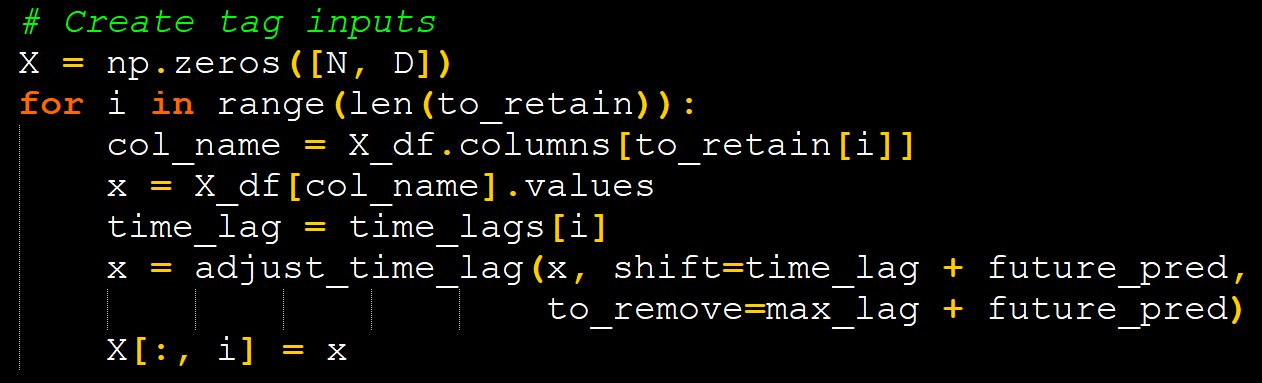 # Create tag inputs
X = np.zeros([N, D])
for i in range(len(to_retain)):
    col_name = X_df.columns[to_retain[i]]
    x = X_df[col_name].values
    time_lag = time_lags[i]
    x = adjust_time_lag(x, shift=time_lag + future_pred,
                        to_remove=max_lag + future_pred)
    X[:, i] = x